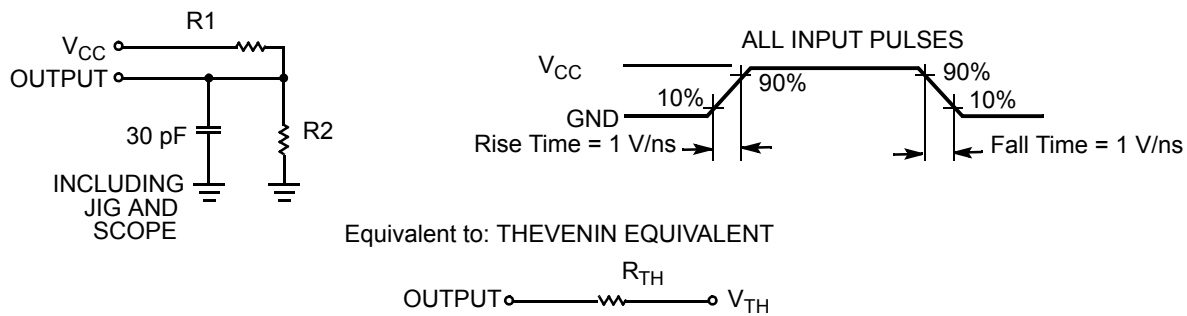 R1
VCC
OUTPUT
30 pF
R2
INCLUDING
JIG AND
SCOPE
ALL INPUT PULSES
VCC
90%
90%
10%
10%
GND
Rise Time = 1 V/ns
Fall Time = 1 V/ns
Equivalent to: THEVENIN EQUIVALENT
RTH
OUTPUT
VTH